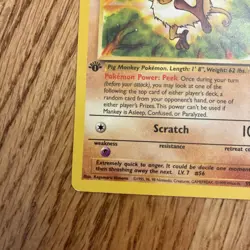 Pig Monkey Pokémon. Length: 1' 8", Weight: 62 lbs.
Pokémon Power: Peek Once during your turn
(before your attack), you may look at one of the
following: the top card of either player's deck, a
random card from your opponent's hand, or one of
either player's Prizes. This power can't be used if
Mankey is Asleep, Confused, or Paralyzed.
Scratch 10
weakness resistance retreat
Extremely quick to anger. It could be docile one moment
then thrashing away the next. LV. 7 #56